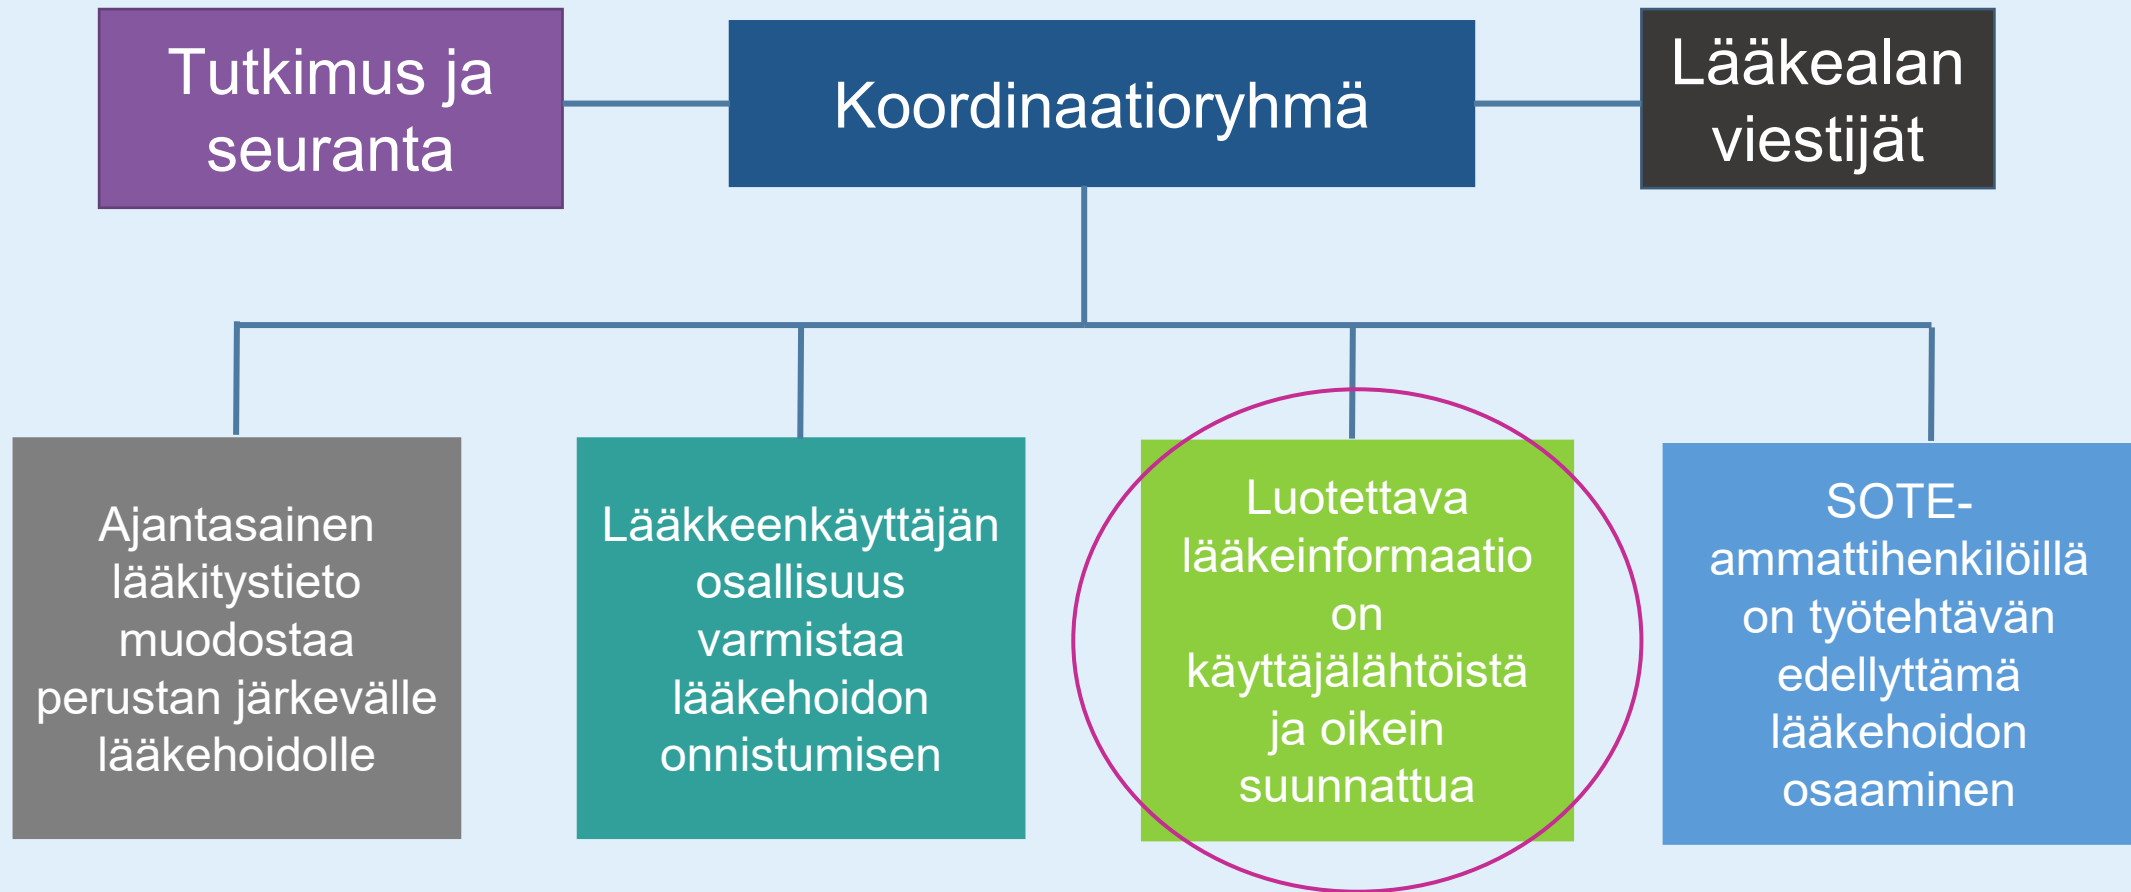 Tutkimus ja
seuranta
Koordinaatioryhmä
Lääkealan
viestijät
Ajantasainen
lääkitystieto
muodostaa
perustan järkevälle
lääkehoidolle
Lääkkeenkäyttäjän
osallisuus
varmistaa
lääkehoidon
onnistumisen
Luotettava
lääkeinformaatio
on
käyttäjälähtöistä
ja oikein
suunnattua
SOTE-
ammattihenkilöillä
on työtehtävän
edellyttämä
lääkehoidon
osaaminen